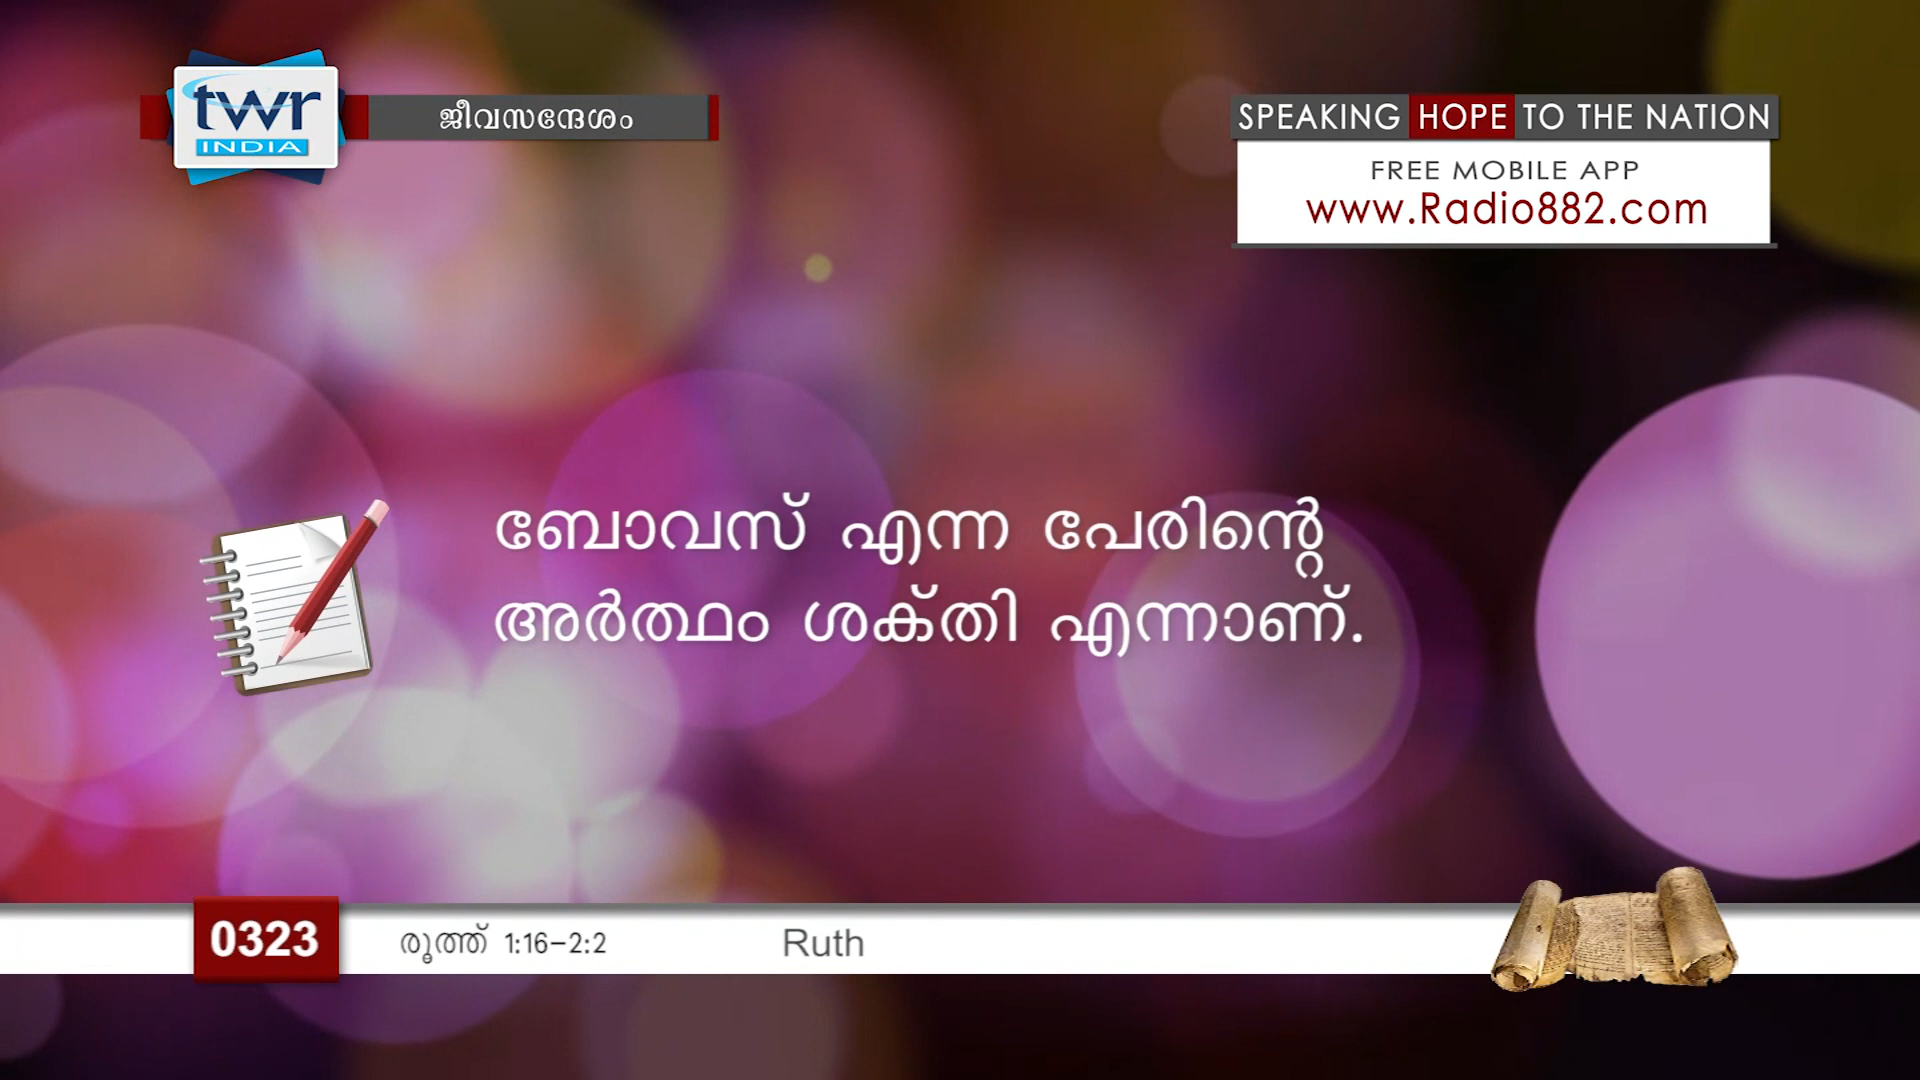 twr
INDIA
ജീവസന്ദേശം
SPEAKING HOPE TO THE NATION
FREE MOBILE APP
www.Radio882.com
ബോവസ് എന്ന പേരിന്റെ
അർത്ഥം ശക്തി എന്നാണ്.
0323 രൂത്ത് 1:16-2:2 Ruth